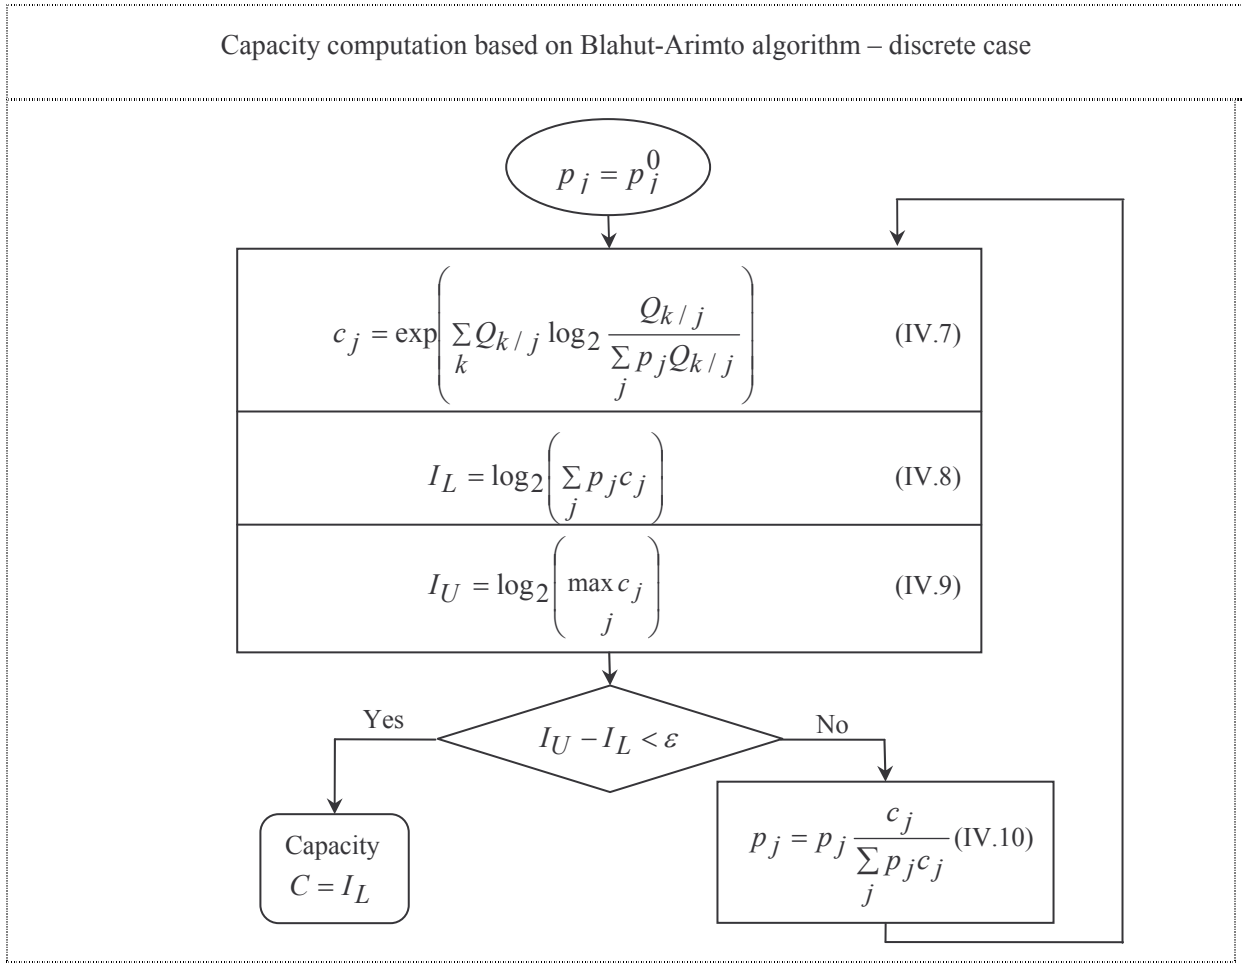 Capacity computation based on Blahut-Arimto algorithm – discrete case
p_j = p_j^0
c_j = exp( ∑_k Q_{k/j} log_2 \frac{Q_{k/j}}{∑_j p_j Q_{k/j}} ) (IV.7)
I_L = log_2( ∑_j p_j c_j ) (IV.8)
I_U = log_2( max_j c_j ) (IV.9)
Yes
I_U − I_L < ε
No
Capacity
C = I_L
p_j = p_j \frac{c_j}{∑_j p_j c_j} (IV.10)